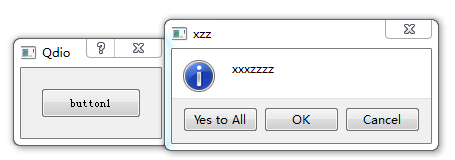 Qdio
button1
xzz
xxxzzzz
Yes to All
OK
Cancel